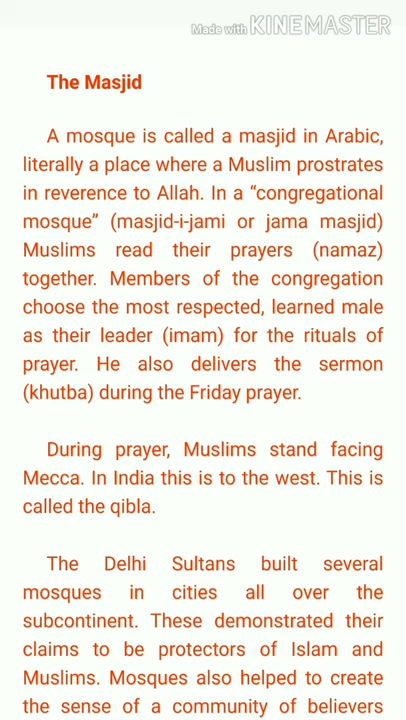 Made with KINEMASTER
The Masjid
A mosque is called a masjid in Arabic,
literally a place where a Muslim prostrates
in reverence to Allah. In a “congregational
mosque” (masjid-i-jami or jama masjid)
Muslims read their prayers (namaz)
together. Members of the congregation
choose the most respected, learned male
as their leader (imam) for the rituals of
prayer. He also delivers the sermon
(khutba) during the Friday prayer.
During prayer, Muslims stand facing
Mecca. In India this is to the west. This is
called the qibla.
The Delhi Sultans built several
mosques in cities all over the
subcontinent. These demonstrated their
claims to be protectors of Islam and
Muslims. Mosques also helped to create
the sense of a community of believers